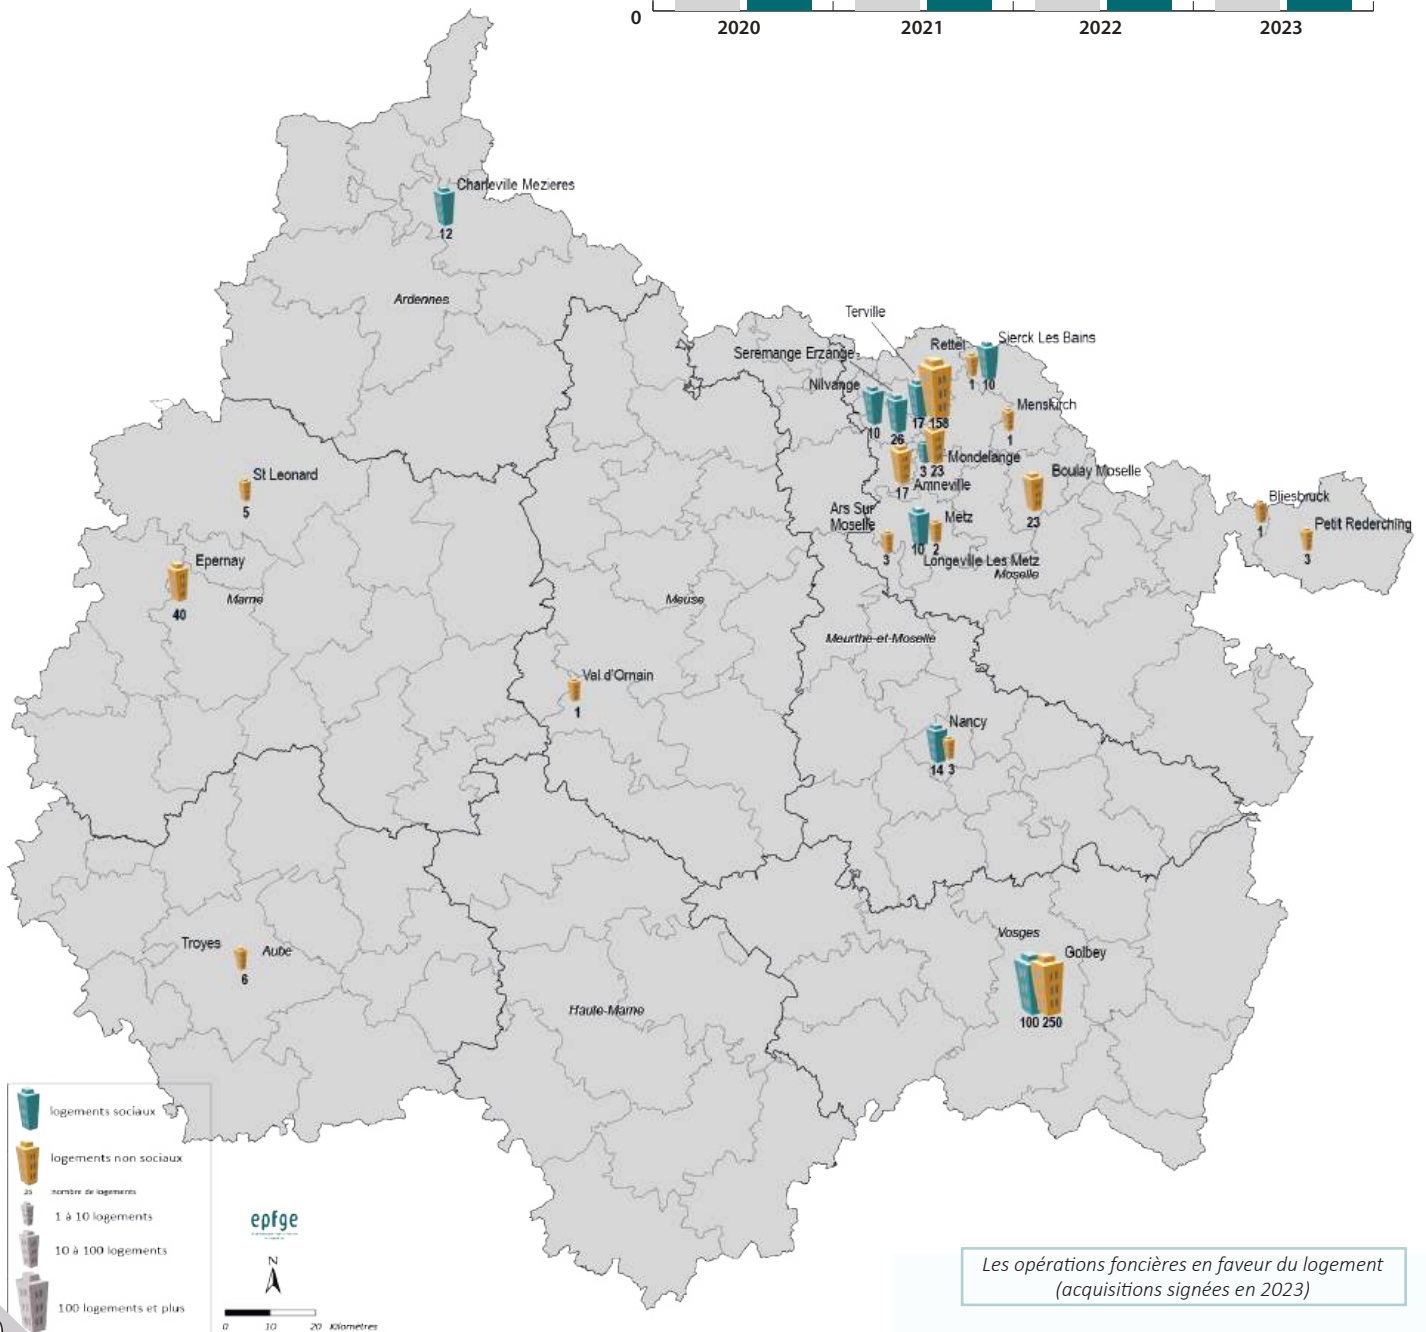 0
2020 2021 2022 2023
Charleville Mezieres
12
Ardennes
Terville
Seremange Erzange
Rettel
Sierck Les Bains
Nilvange
1 10
Menskirch
10
26
17 158
1
St Leonard
5
3 23
Mondelange
17
Amneville
Boulay Moselle
23
Ars Sur
Moselle
Metz
3
10 2
Longeville Les Metz
Moselle
Bliesbruck
1
Petit Rederching
3
Epernay
40
Marne
Meuse
Meurthe-et-Moselle
Val d'Ornain
1
Nancy
14 3
Troyes
Aube
6
Vosges
Golbey
100 250
Haute-Marne
logements sociaux
logements non sociaux
25 nombre de logements
1 à 10 logements
10 à 100 logements
100 logements et plus
epfge
N
0 10 20 Kilomètres
Les opérations foncières en faveur du logement
(acquisitions signées en 2023)